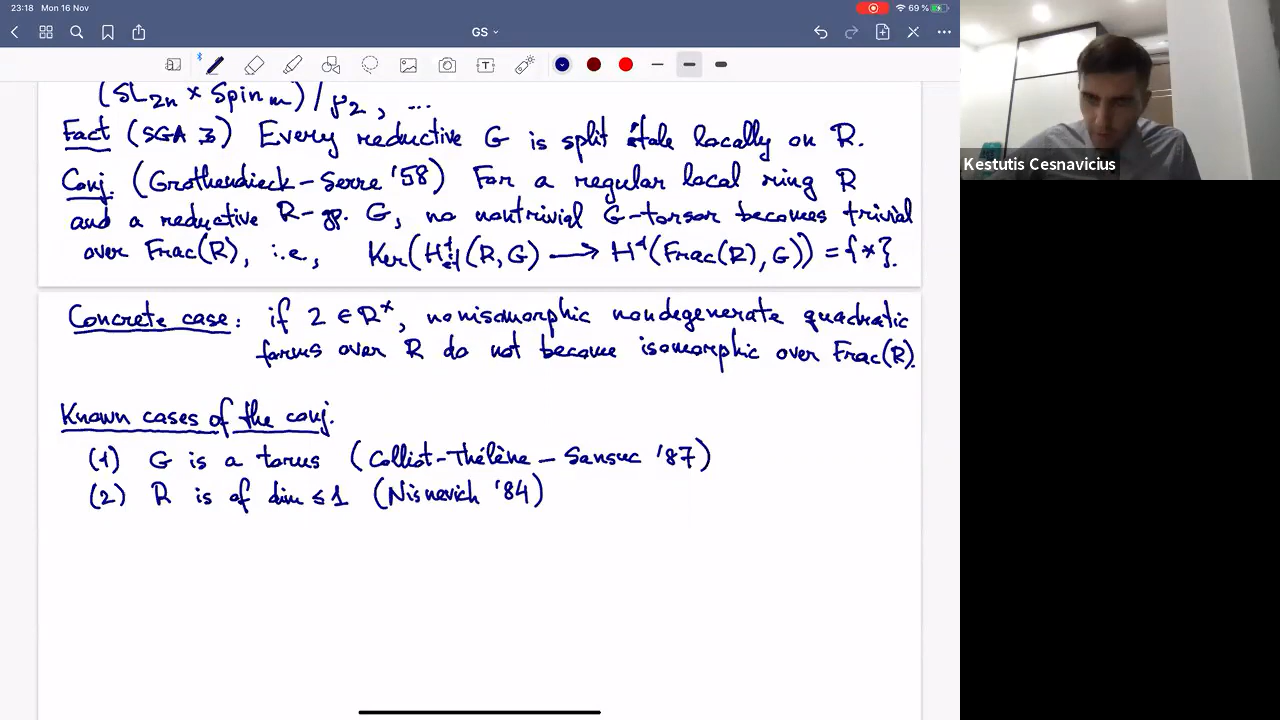 23:18 Mon 16 Nov
69 %
GS
(SL₂ₙ × Spinₘ)/μ₂, ...
Fact (SGA 3) Every reductive G is split étale locally on R.
Conj. (Grothendieck–Serre '58) For a regular local ring R
and a reductive R-gp. G, no nontrivial G-torsor becomes trivial
over Frac(R), i.e., Ker(H¹ₑₜ(R, G) → H¹(Frac(R), G)) = {*}.
Concrete case: if 2 ∈ R×, nonisomorphic nondegenerate quadratic
forms over R do not become isomorphic over Frac(R).
Known cases of the conj.
(1) G is a torus (Colliot-Thélène – Sansuc '87)
(2) R is of dim ≤ 1 (Nisnevich '84)
Kestutis Cesnavicius